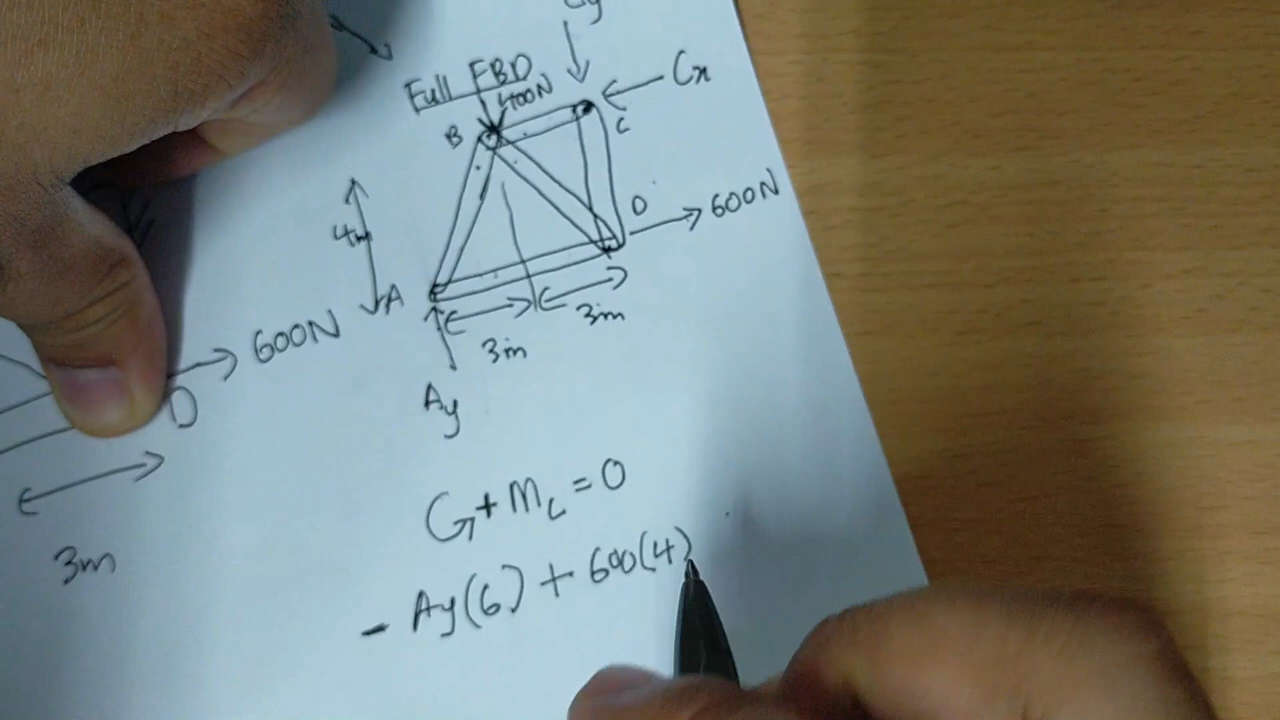 Full FBD
400N
Cx
B
C
4m
D
600N
A
3m
3m
600N
Ay
D
3m
+ Mc = 0
- Ay(6) + 600(4)